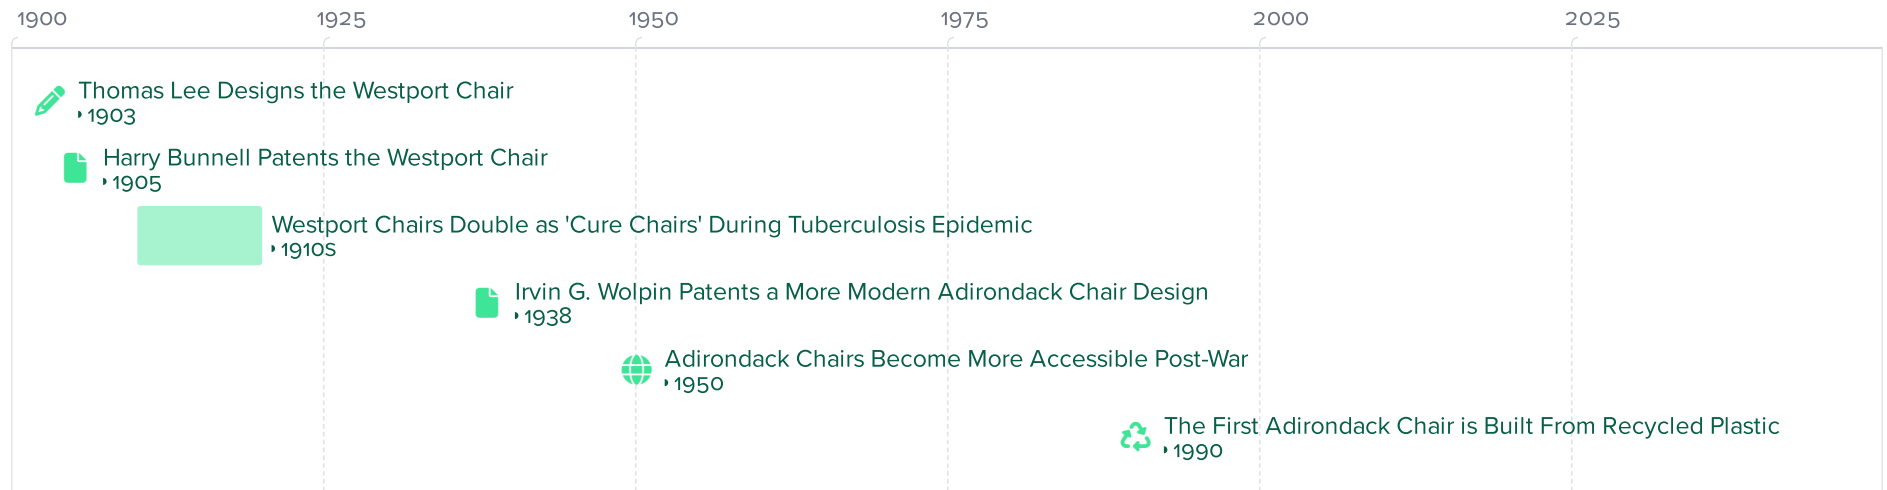 1900 1925 1950 1975 2000 2025
Thomas Lee Designs the Westport Chair
1903
Harry Bunnell Patents the Westport Chair
1905
Westport Chairs Double as 'Cure Chairs' During Tuberculosis Epidemic
1910s
Irvin G. Wolpin Patents a More Modern Adirondack Chair Design
1938
Adirondack Chairs Become More Accessible Post-War
1950
The First Adirondack Chair is Built From Recycled Plastic
1990